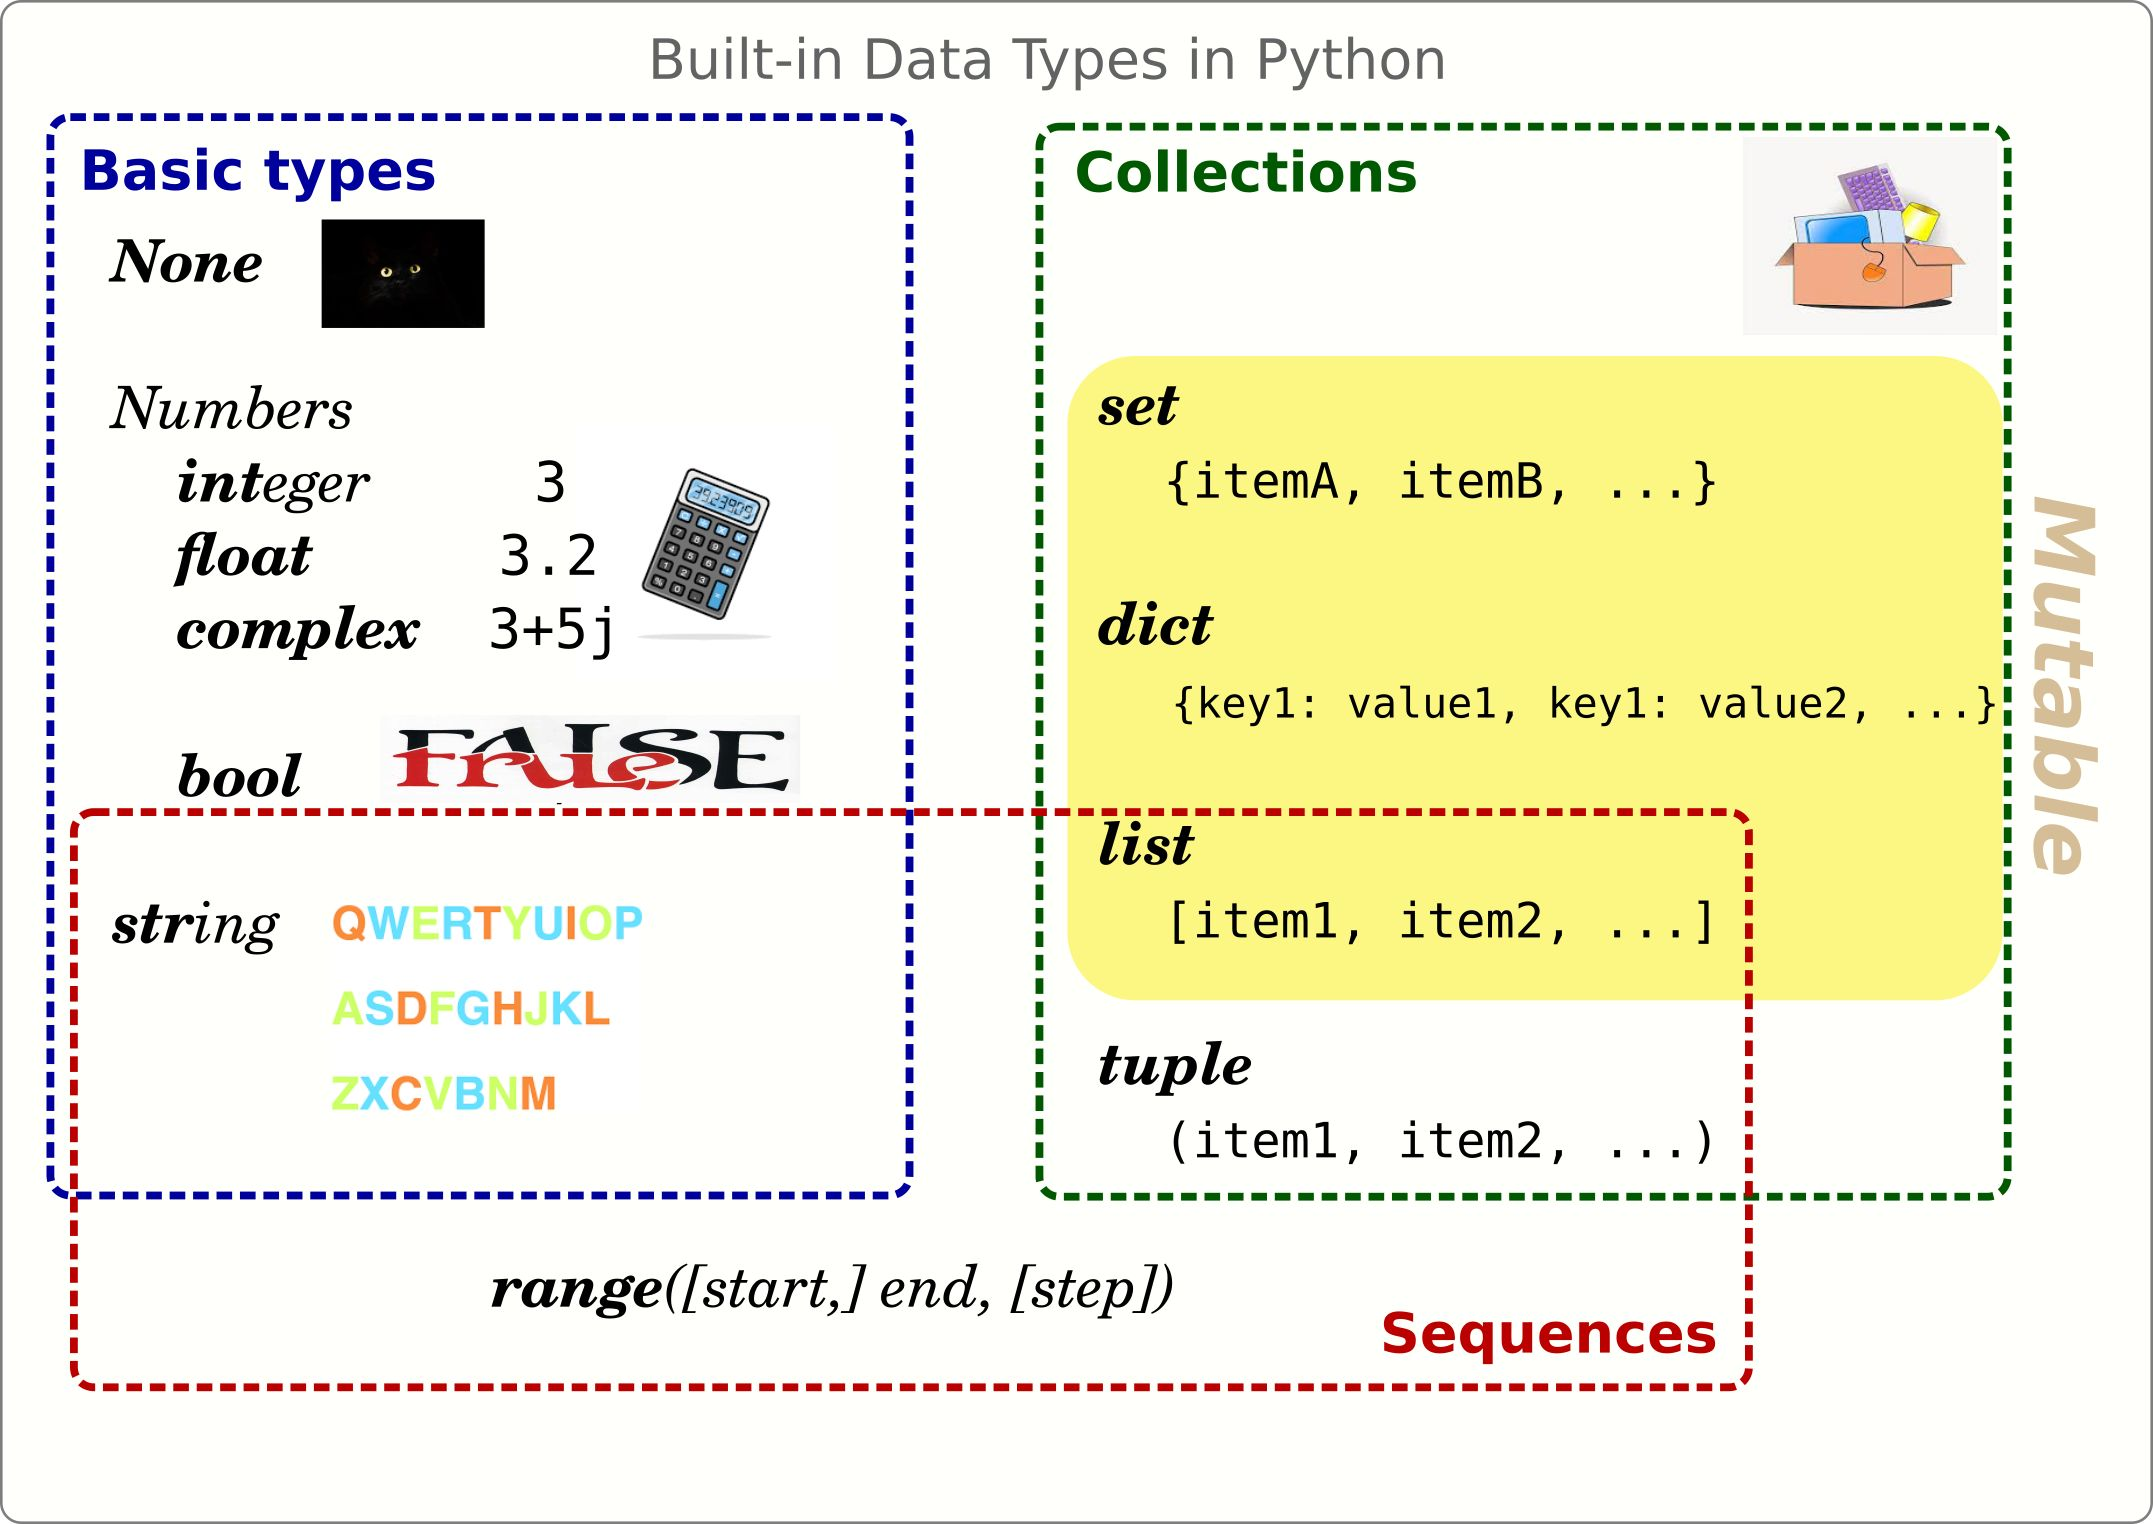 Built-in Data Types in Python
Basic types
None
Numbers
integer 3
float 3.2
complex 3+5j
bool
FALSE
True
string
QWERTYUIOP
ASDFGHJKL
ZXCVBNM
Collections
set
{itemA, itemB, ...}
dict
{key1: value1, key1: value2, ...}
list
[item1, item2, ...]
tuple
(item1, item2, ...)
Mutable
range([start,] end, [step])
Sequences